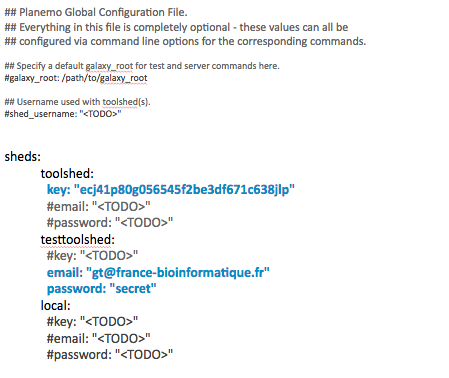 ## Planemo Global Configuration File.
## Everything in this file is completely optional - these values can all be
## configured via command line options for the corresponding commands.
## Specify a default galaxy_root for test and server commands here.
#galaxy_root: /path/to/galaxy_root
## Username used with toolshed(s).
#shed_username: "<TODO>"
sheds:
toolshed:
key: "ecj41p80g056545f2be3df671c638jlp"
#email: "<TODO>"
#password: "<TODO>"
testtoolshed:
#key: "<TODO>"
email: "gt@france-bioinformatique.fr"
password: "secret"
local:
#key: "<TODO>"
#email: "<TODO>"
#password: "<TODO>"